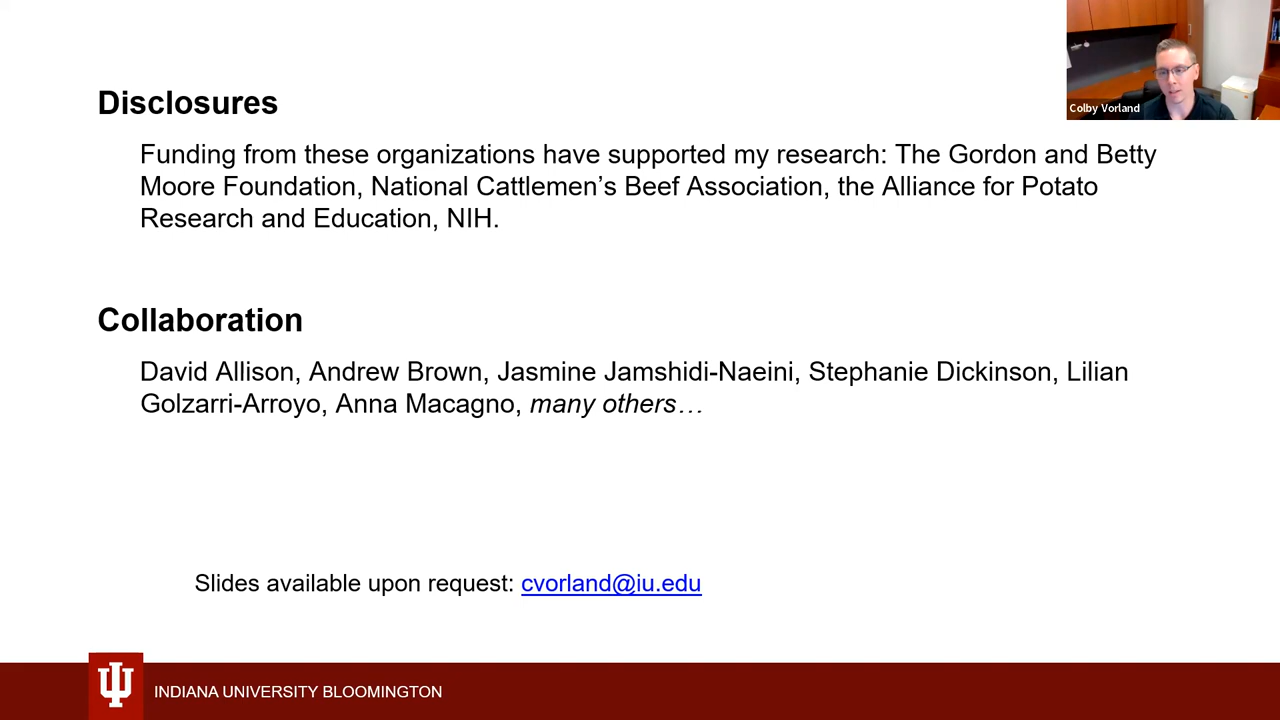 Colby Vorland
Disclosures
Funding from these organizations have supported my research: The Gordon and Betty
Moore Foundation, National Cattlemen’s Beef Association, the Alliance for Potato
Research and Education, NIH.
Collaboration
David Allison, Andrew Brown, Jasmine Jamshidi-Naeini, Stephanie Dickinson, Lilian
Golzarri-Arroyo, Anna Macagno, many others…
Slides available upon request: cvorland@iu.edu
INDIANA UNIVERSITY BLOOMINGTON